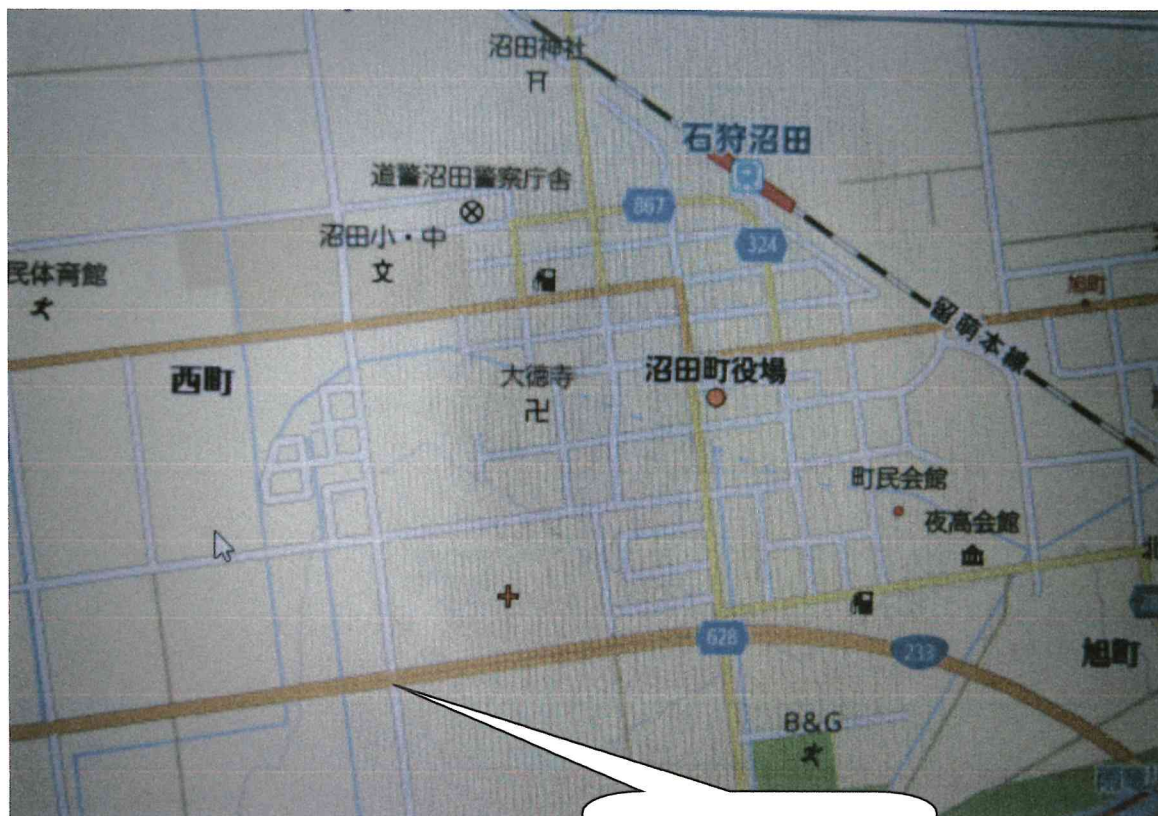 沼田神社
石狩沼田
道警沼田警察庁舎
867
沼田小・中
文
324
民体育館
旭町
留萌本線
西町
大徳寺
沼田町役場
町民会館
夜高会館
628
233
旭町
B&G